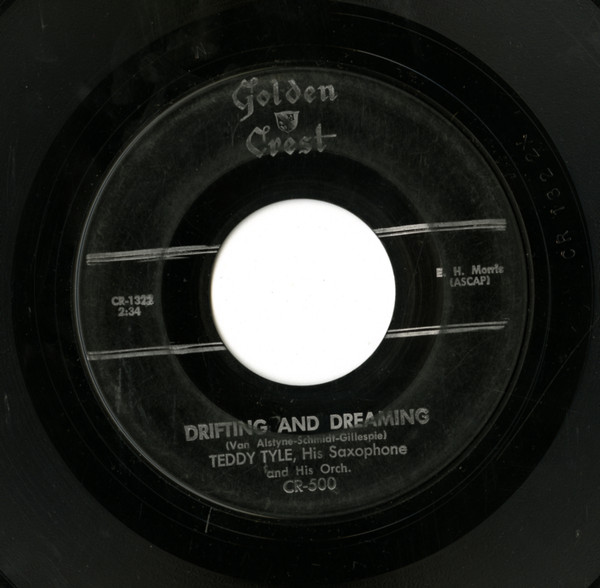 Golden
Crest
CR-1322
2:34
E. H. Morris
(ASCAP)
DRIFTING AND DREAMING
(Van Alstyne-Schmidt-Gillespie)
TEDDY TYLE, His Saxophone
and His Orch.
CR-500
CR 1322